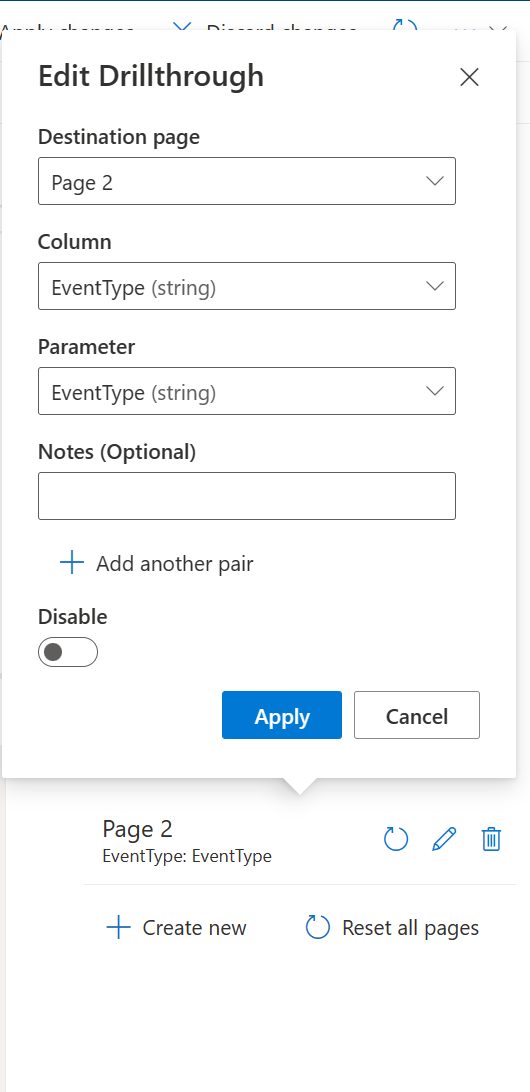 Apply changes Discard changes
Edit Drillthrough
Destination page
Page 2
Column
EventType (string)
Parameter
EventType (string)
Notes (Optional)
Add another pair
Disable
Apply Cancel
Page 2
EventType: EventType
Create new Reset all pages